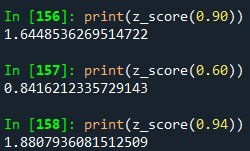 In [156]: print(z_score(0.90))
1.6448536269514722
In [157]: print(z_score(0.60))
0.8416212335729143
In [158]: print(z_score(0.94))
1.8807936081512509